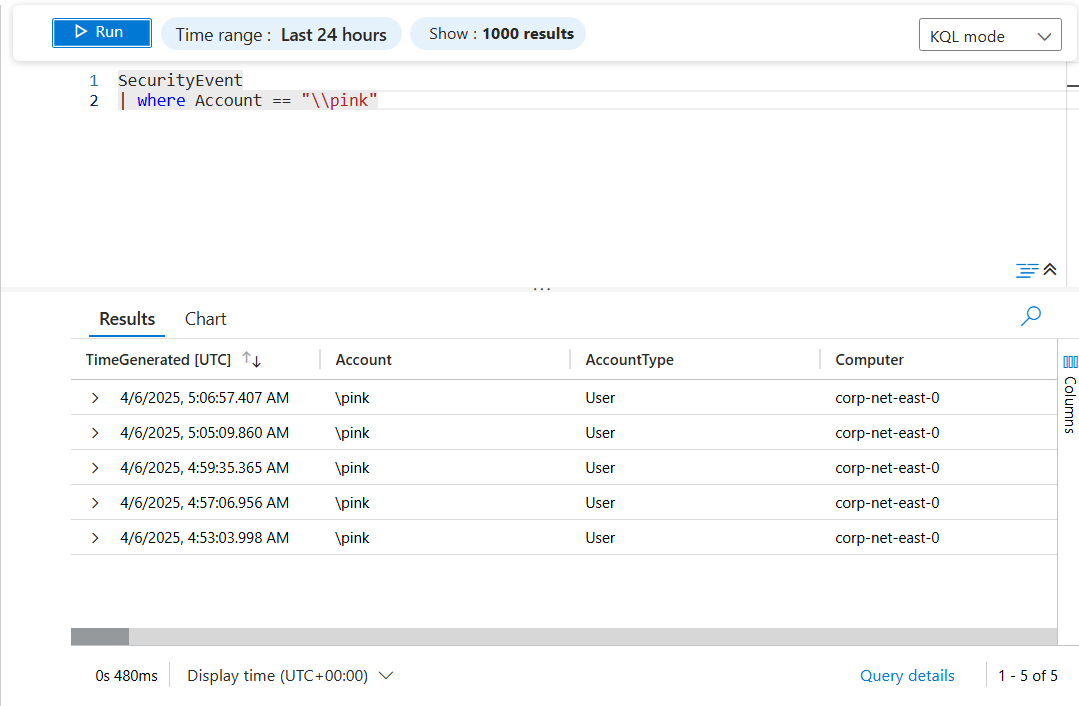 Run Time range : Last 24 hours Show : 1000 results KQL mode
1 SecurityEvent
2 | where Account == "\\pink"
...
Results Chart
TimeGenerated [UTC] ↑↓ Account AccountType Computer
4/6/2025, 5:06:57.407 AM \pink User corp-net-east-0
4/6/2025, 5:05:09.860 AM \pink User corp-net-east-0
4/6/2025, 4:59:35.365 AM \pink User corp-net-east-0
4/6/2025, 4:57:06.956 AM \pink User corp-net-east-0
4/6/2025, 4:53:03.998 AM \pink User corp-net-east-0
Columns
0s 480ms Display time (UTC+00:00) Query details 1 - 5 of 5